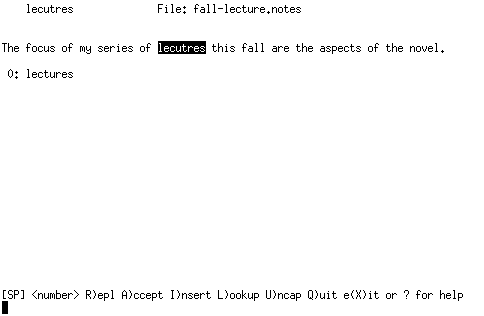 lecutres File: fall-lecture.notes
The focus of my series of lecutres this fall are the aspects of the novel.
0: lectures
[SP] <number> R)epl A)ccept I)nsert L)ookup U)ncap Q)uit e(X)it or ? for help